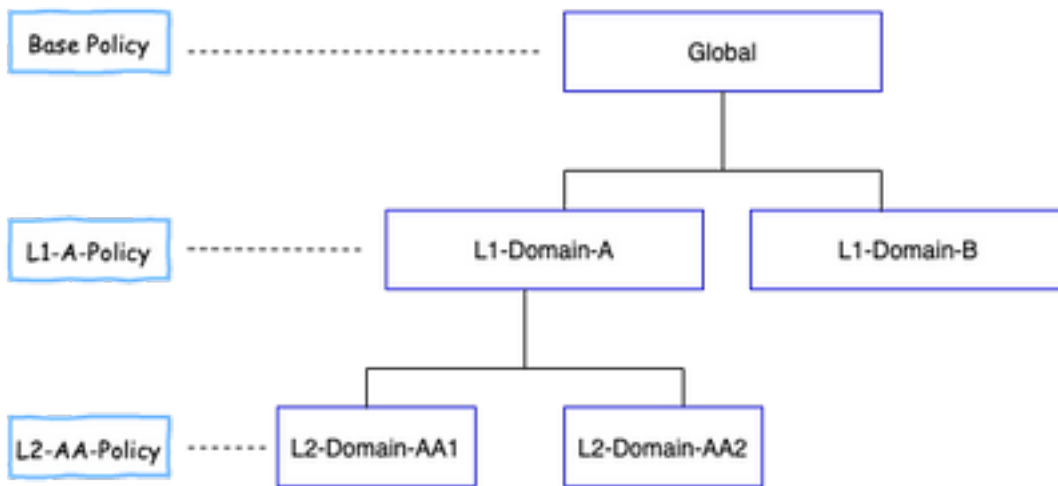 Base Policy
Global
L1-A-Policy
L1-Domain-A
L1-Domain-B
L2-AA-Policy
L2-Domain-AA1
L2-Domain-AA2